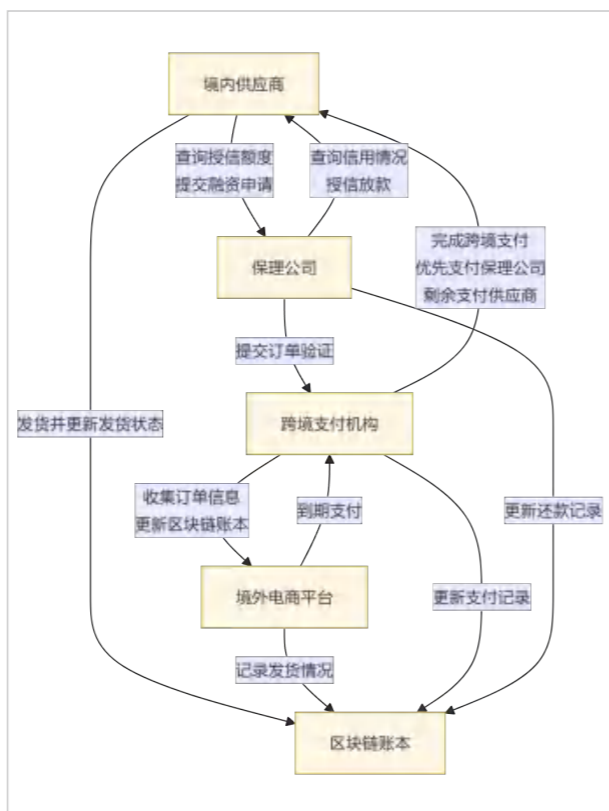 境内供应商
查询授信额度
提交融资申请
查询信用情况
授信放款
完成跨境支付
优先支付保理公司
剩余支付供应商
保理公司
提交订单验证
跨境支付机构
发货并更新发货状态
收集订单信息
更新区块链账本
到期支付
更新还款记录
境外电商平台
更新支付记录
记录发货情况
区块链账本